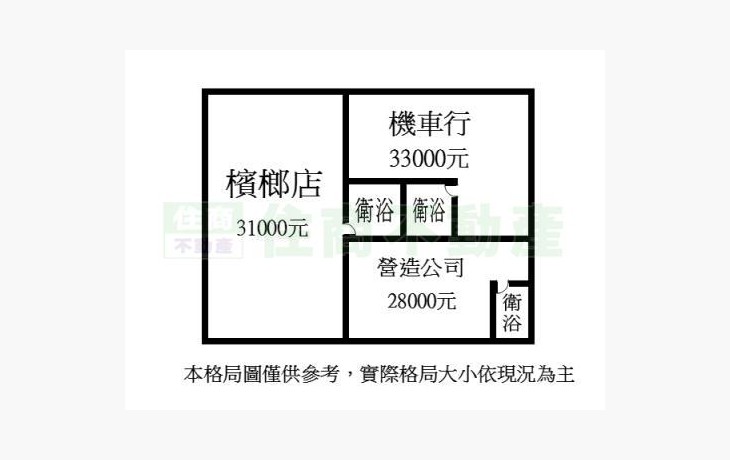 機車行
33000元
檳榔店
31000元
衛浴
衛浴
住商
不動產
住商不動產
營造公司
28000元
衛
浴
本格局圖僅供參考，實際格局大小依現況為主